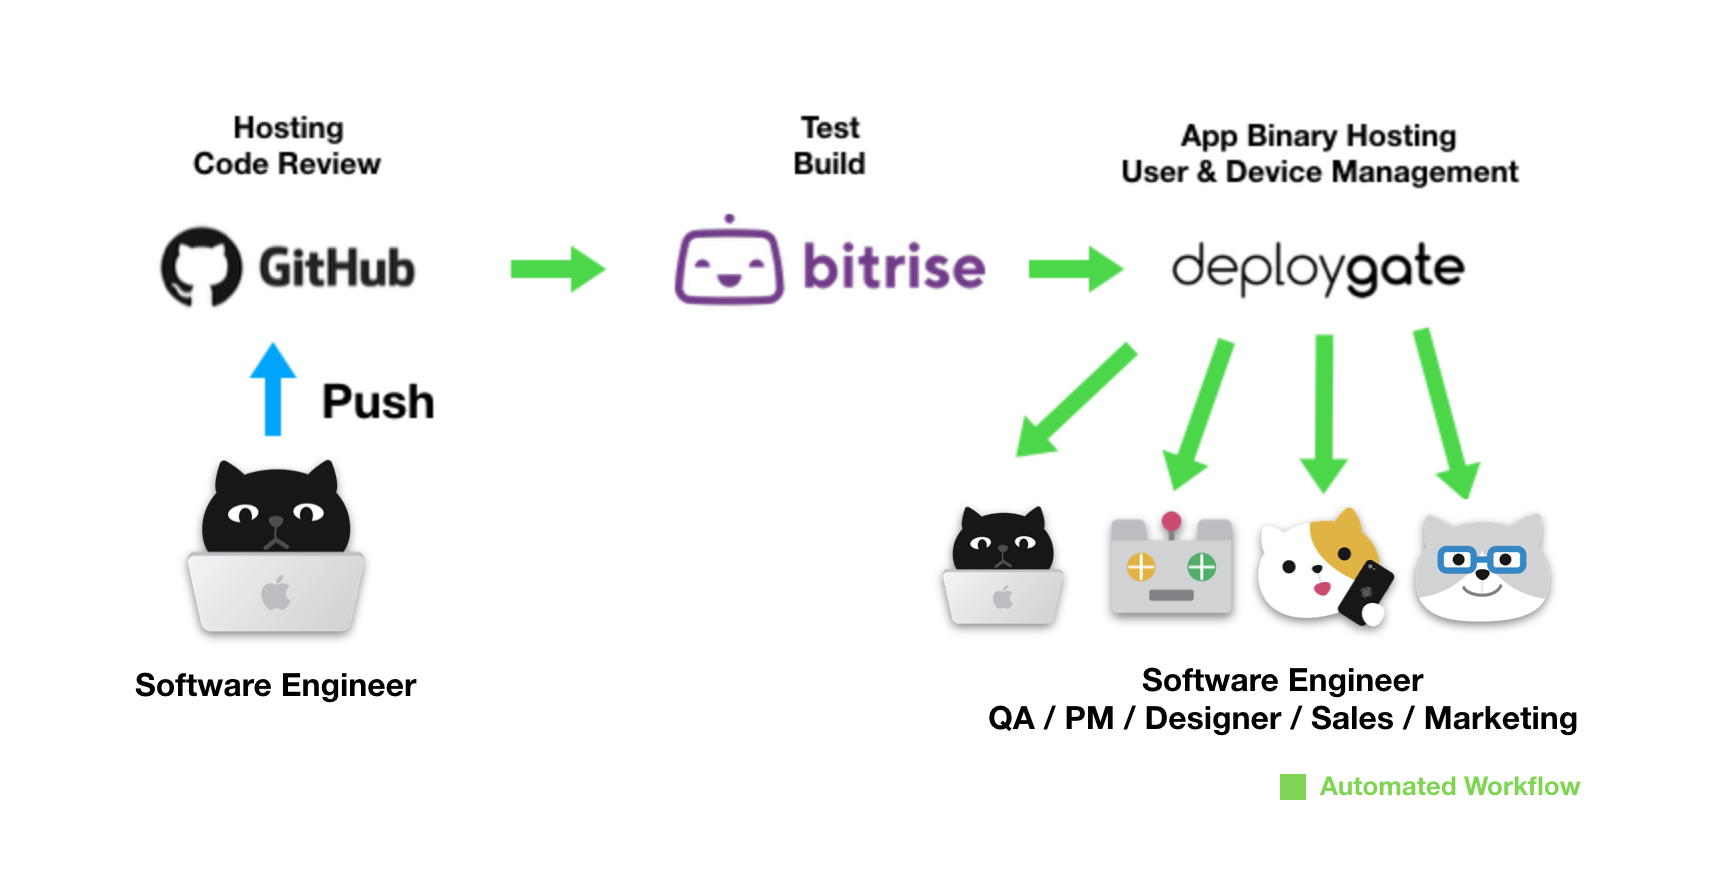 Hosting
Code Review
GitHub
Push
Software Engineer
Test
Build
bitrise
App Binary Hosting
User & Device Management
deploygate
Software Engineer
QA / PM / Designer / Sales / Marketing
Automated Workflow